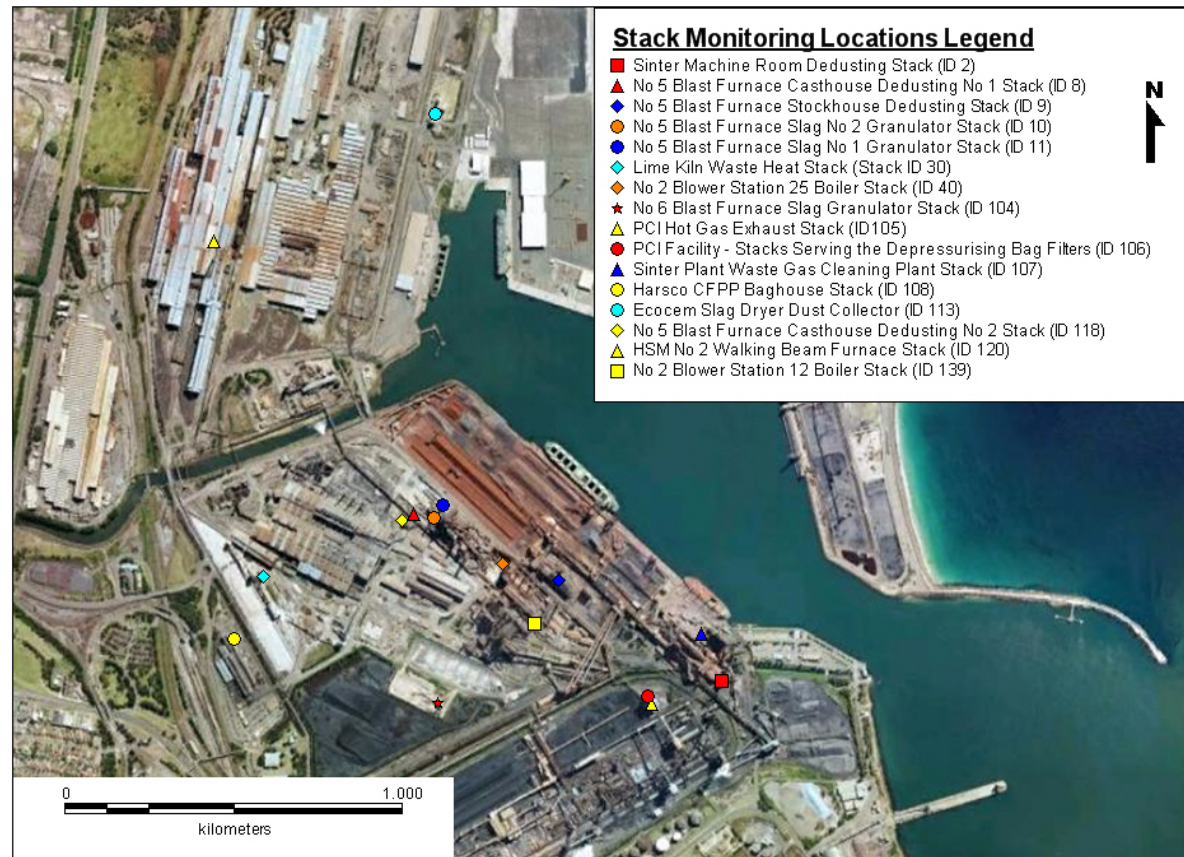 Stack Monitoring Locations Legend
Sinter Machine Room Dedusting Stack (ID 2)
No 5 Blast Furnace Casthouse Dedusting No 1 Stack (ID 8)
No 5 Blast Furnace Stockhouse Dedusting Stack (ID 9)
No 5 Blast Furnace Slag No 2 Granulator Stack (ID 10)
No 5 Blast Furnace Slag No 1 Granulator Stack (ID 11)
Lime Kiln Waste Heat Stack (Stack ID 30)
No 2 Blower Station 25 Boiler Stack (ID 40)
No 6 Blast Furnace Slag Granulator Stack (ID 104)
PCI Hot Gas Exhaust Stack (ID105)
PCI Facility - Stacks Serving the Depressurising Bag Filters (ID 106)
Sinter Plant Waste Gas Cleaning Plant Stack (ID 107)
Harsco CFPP Baghouse Stack (ID 108)
Ecocem Slag Dryer Dust Collector (ID 113)
No 5 Blast Furnace Casthouse Dedusting No 2 Stack (ID 118)
HSM No 2 Walking Beam Furnace Stack (ID 120)
No 2 Blower Station 12 Boiler Stack (ID 139)
N
0 1.000
kilometers